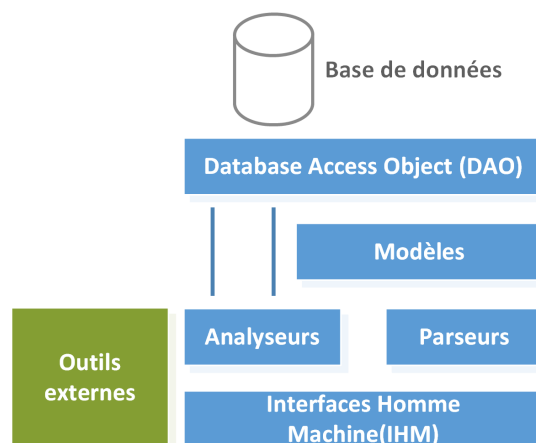 Base de données
Database Access Object (DAO)
Modèles
Analyseurs
Parseurs
Outils
externes
Interfaces Homme
Machine(IHM)